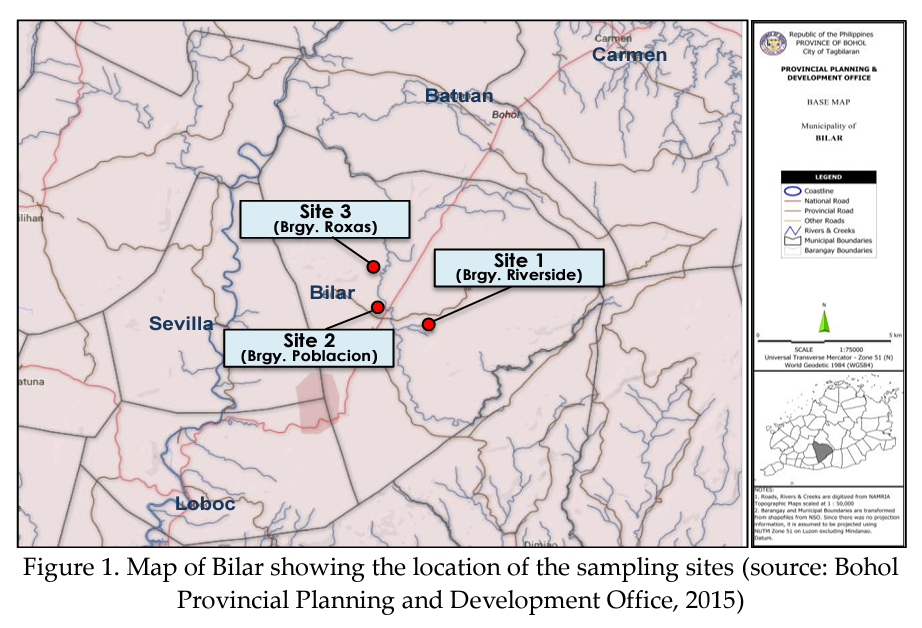 Carmen
Carmen
Batuan
Bohol
Site 3
(Brgy. Roxas)
ilihan
Site 1
(Brgy. Riverside)
Bilar
Sevilla
Site 2
(Brgy. Poblacion)
atuna
Loboc
Dimiao
Republic of the Philippines
PROVINCE OF BOHOL
City of Tagbilaran
PROVINCIAL PLANNING &
DEVELOPMENT OFFICE
BASE MAP
Municipality of
BILAR
LEGEND
Coastline
National Road
Provincial Road
Other Roads
Rivers & Creeks
Municipal Boundaries
Barangay Boundaries
N
0 5 km
SCALE 1:75000
Universal Transverse Mercator - Zone 51 (N)
World Geodetic 1984 (WGS84)
NOTES:
1. Roads, Rivers & Creeks are digitized from NAMRIA
Topographic Maps scaled at 1 : 50,000
2. Barangay and Municipal Boundaries are transformed
from shapefiles from NSO. Since there was no projection
information, it is assumed to be projected using
NUTM Zone 51 on Luzon excluding Mindanao.
Datum.
Figure 1. Map of Bilar showing the location of the sampling sites (source: Bohol
Provincial Planning and Development Office, 2015)